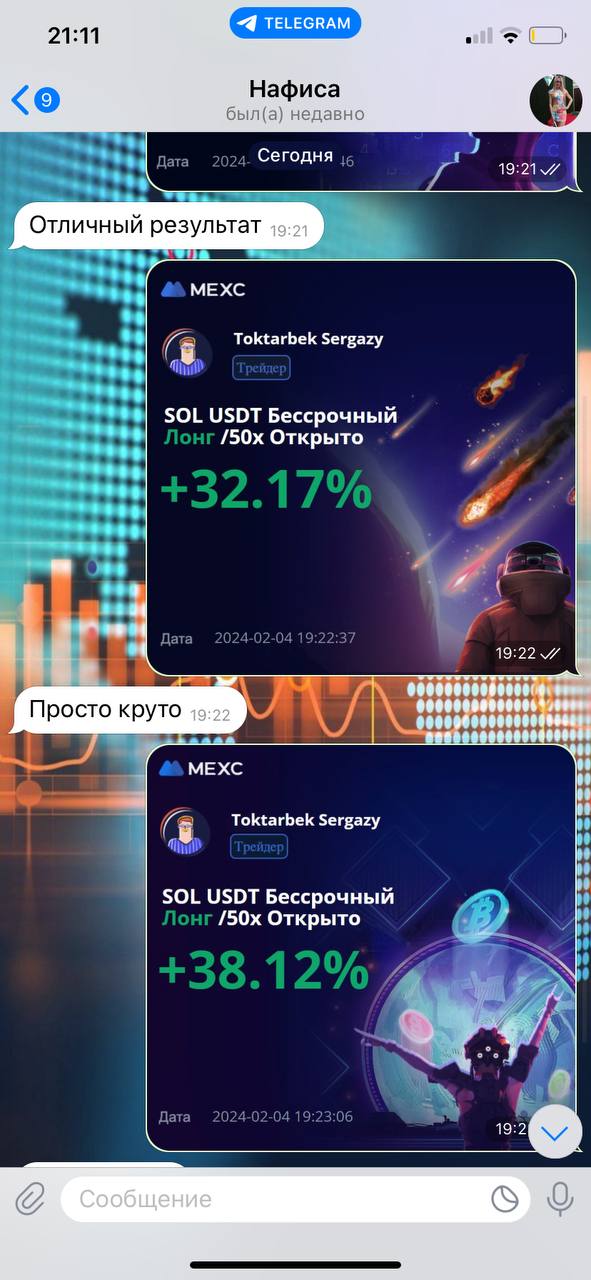 21:11
TELEGRAM
9
Нафиса
был(а) недавно
Дата 2024- 46
Сегодня
19:21
Отличный результат 19:21
MEXC
Toktarbek Sergazy
Трейдер
SOL USDT Бессрочный
Лонг /50x Открыто
+32.17%
Дата 2024-02-04 19:22:37
19:22
Просто круто 19:22
MEXC
Toktarbek Sergazy
Трейдер
SOL USDT Бессрочный
Лонг /50x Открыто
+38.12%
Дата 2024-02-04 19:23:06
19:2
Сообщение